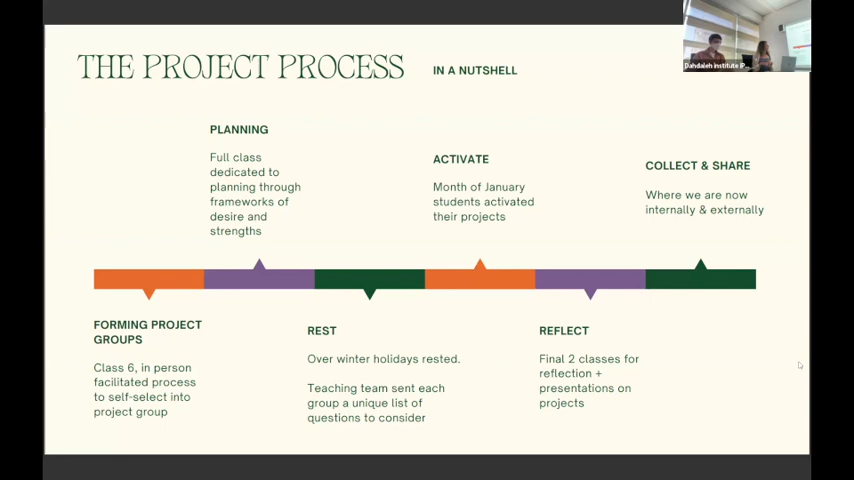 THE PROJECT PROCESS
IN A NUTSHELL
PLANNING
Full class
dedicated to
planning through
frameworks of
desire and
strengths
ACTIVATE
Month of January
students activated
their projects
COLLECT & SHARE
Where we are now
internally & externally
FORMING PROJECT
GROUPS
Class 6, in person
facilitated process
to self-select into
project group
REST
Over winter holidays rested.
Teaching team sent each
group a unique list of
questions to consider
REFLECT
Final 2 classes for
reflection +
presentations on
projects
Dahdaleh institute (P...